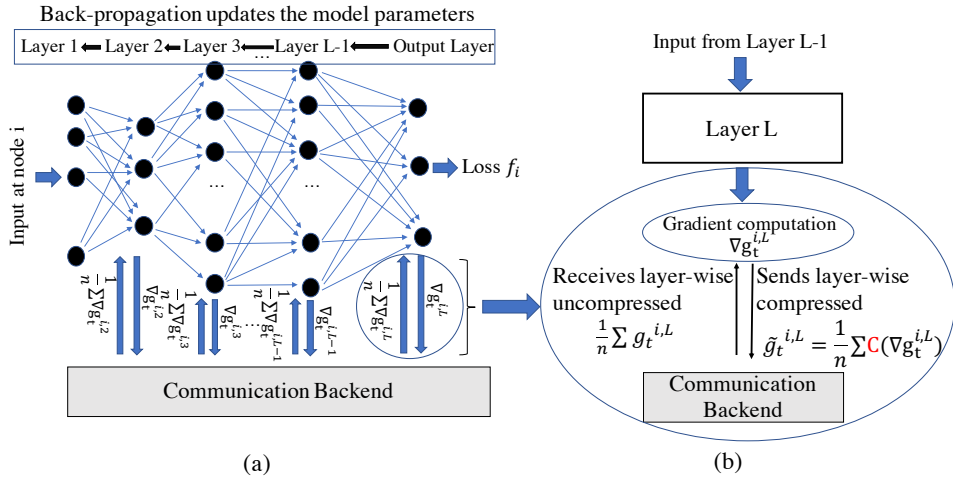 Back-propagation updates the model parameters
Layer 1 Layer 2 Layer 3 ... Layer L-1 Output Layer
Input at node i
... ...
Loss f_i
1/n ∑∇g_t^{i,2}
∇g_t^{i,2}
1/n ∑∇g_t^{i,3}
∇g_t^{i,3}
...
1/n ∑∇g_t^{i,L-1}
∇g_t^{i,L-1}
1/n ∑∇g_t^{i,L}
∇g_t^{i,L}
Communication Backend
(a)
Input from Layer L-1
Layer L
Gradient computation
∇g_t^{i,L}
Receives layer-wise
uncompressed
1/n ∑ g_t^{i,L}
Sends layer-wise
compressed
g̃_t^{i,L} = 1/n ∑C(∇g_t^{i,L})
Communication
Backend
(b)